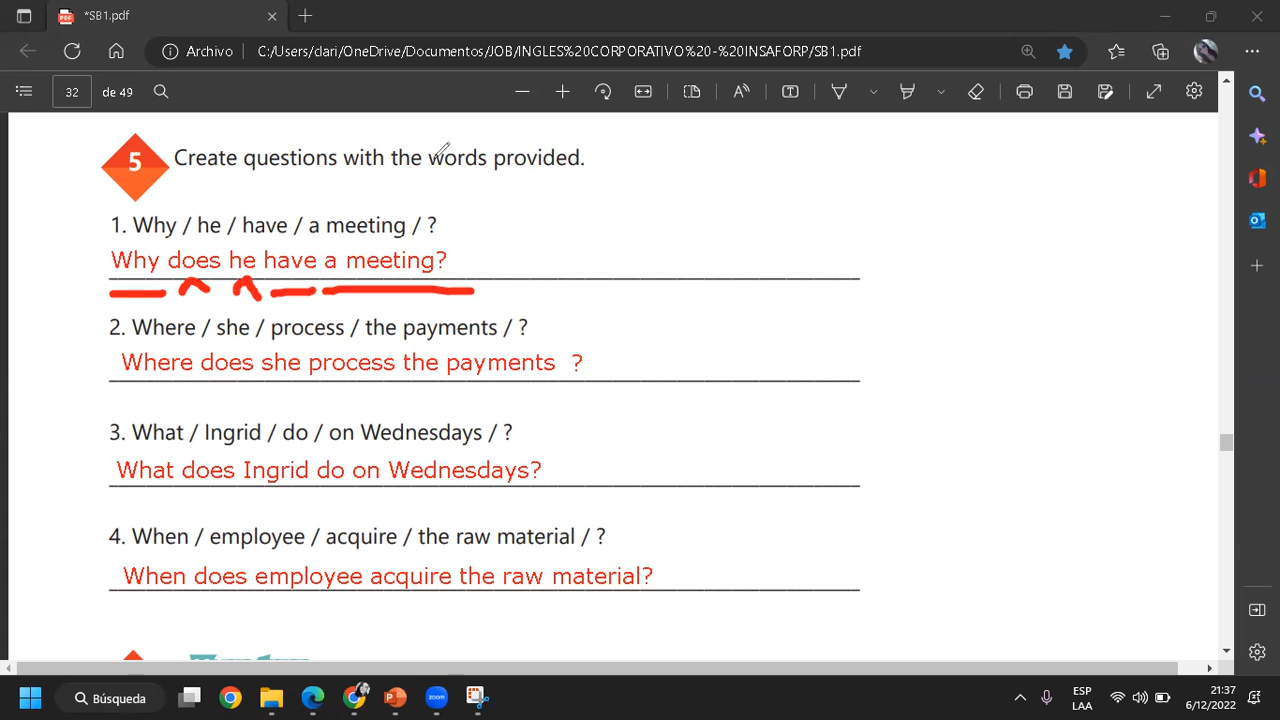 *SB1.pdf
Archivo C:/Users/clari/OneDrive/Documentos/JOB/INGLES%20CORPORATIVO%20-%20INSAFORP/SB1.pdf
32 de 49
5 Create questions with the words provided.
1. Why / he / have / a meeting / ?
Why does he have a meeting?
2. Where / she / process / the payments / ?
Where does she process the payments ?
3. What / Ingrid / do / on Wednesdays / ?
What does Ingrid do on Wednesdays?
4. When / employee / acquire / the raw material / ?
When does employee acquire the raw material?
Búsqueda
zoom
ESP
LAA
21:37
6/12/2022